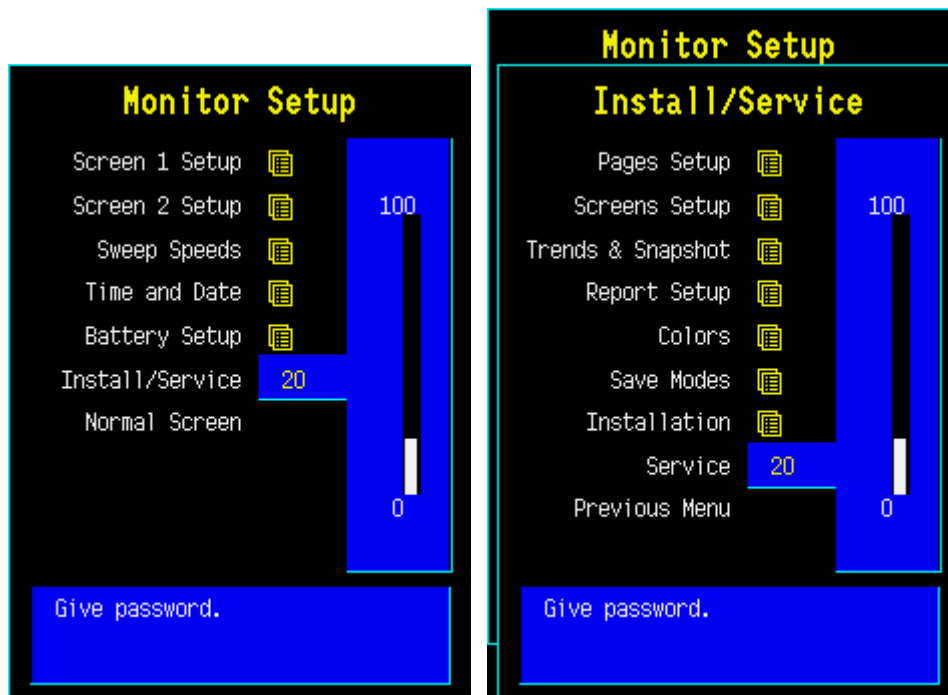 Monitor Setup
Screen 1 Setup
Screen 2 Setup
100
Sweep Speeds
Time and Date
Battery Setup
Install/Service 20
Normal Screen
0
Give password.
Monitor Setup
Install/Service
Pages Setup
Screens Setup
100
Trends & Snapshot
Report Setup
Colors
Save Modes
Installation
Service 20
Previous Menu
0
Give password.